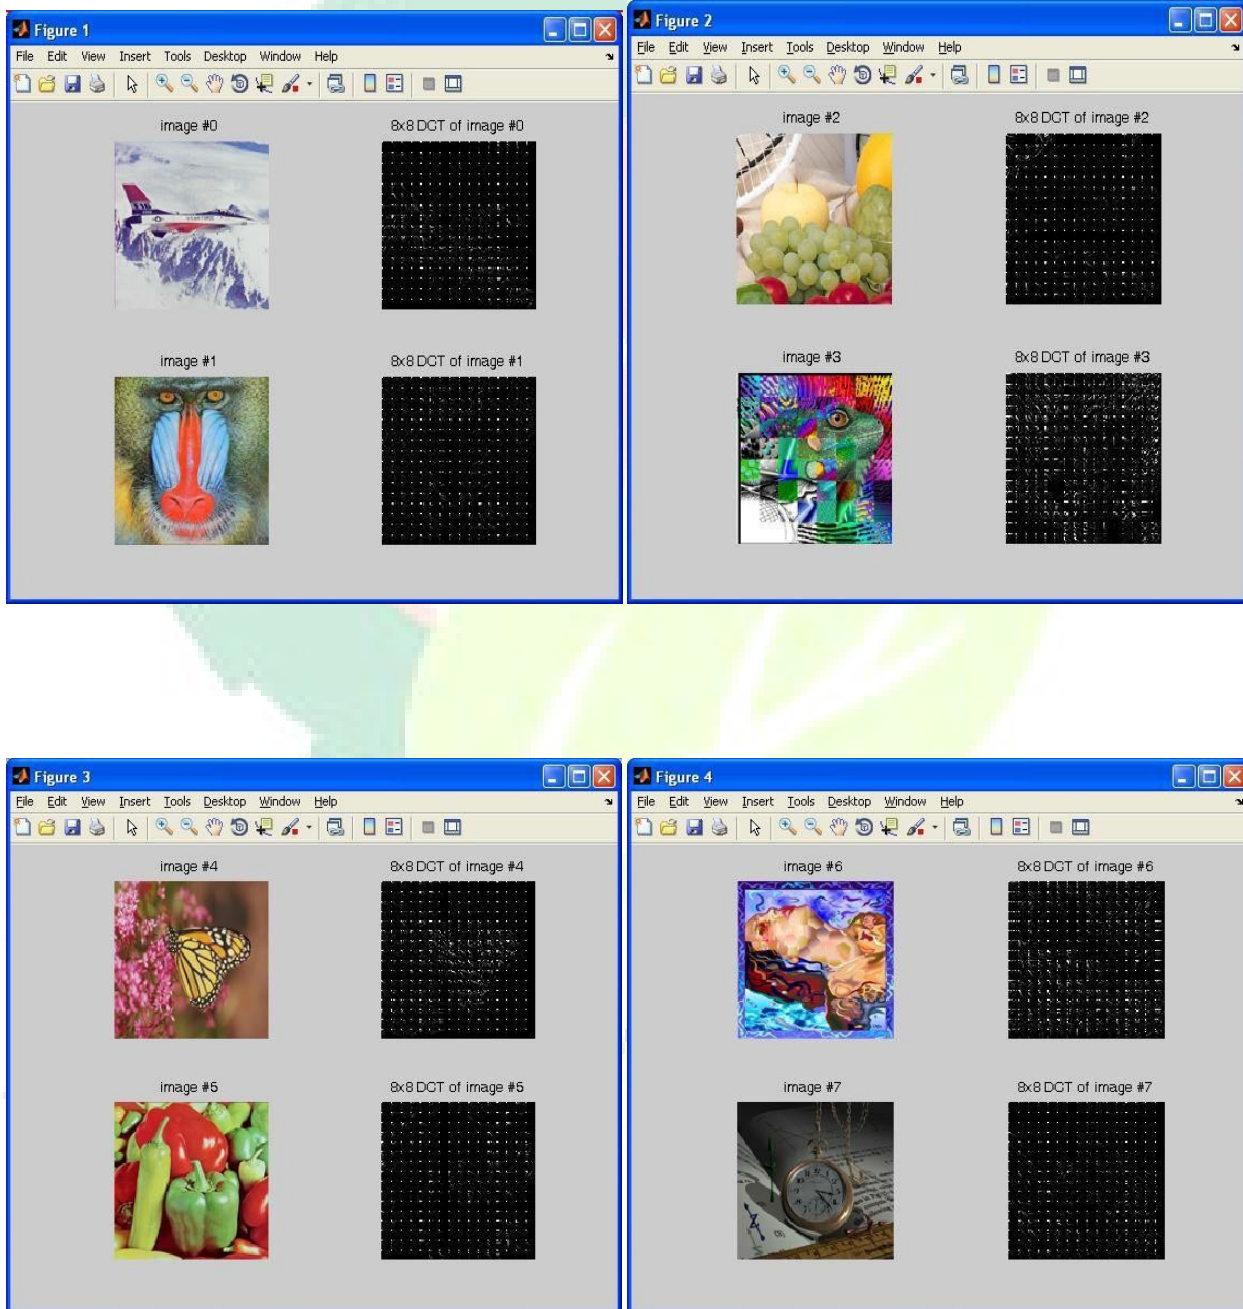 Figure 1
File Edit View Insert Tools Desktop Window Help
image #0
8x8 DCT of image #0
image #1
8x8 DCT of image #1
Figure 2
File Edit View Insert Tools Desktop Window Help
image #2
8x8 DCT of image #2
image #3
8x8 DCT of image #3
Figure 3
File Edit View Insert Tools Desktop Window Help
image #4
8x8 DCT of image #4
image #5
8x8 DCT of image #5
Figure 4
File Edit View Insert Tools Desktop Window Help
image #6
8x8 DCT of image #6
image #7
8x8 DCT of image #7